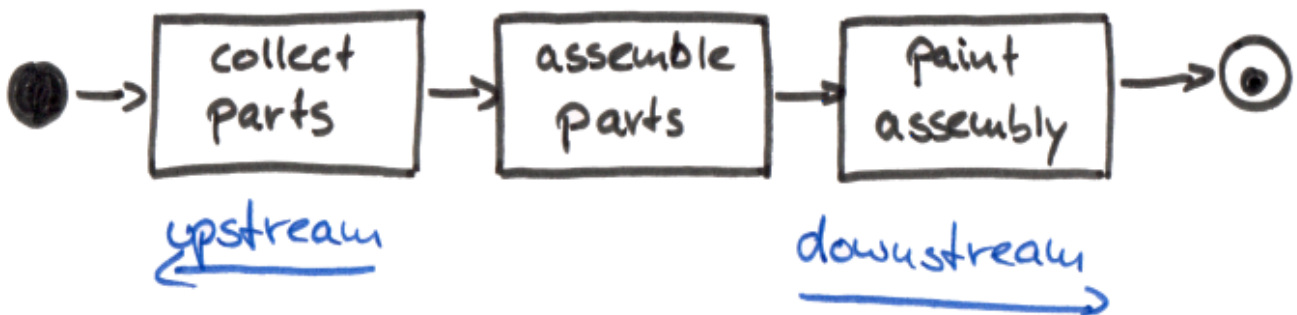 collect
parts
assemble
parts
paint
assembly
upstream
downstream